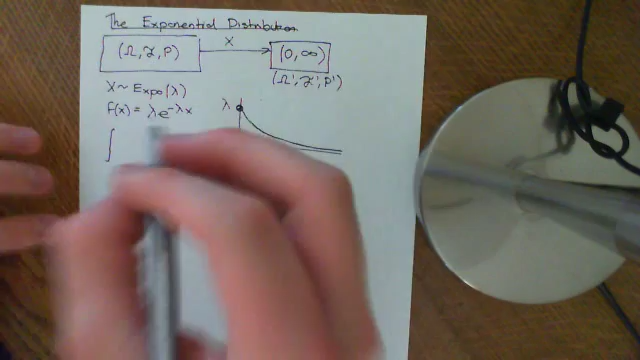 The Exponential Distribution
(Ω, ℱ, P) X (0, ∞)
(Ω', ℱ', P')
X ~ Expo(λ)
f(x) = λe^-λx λ
∫